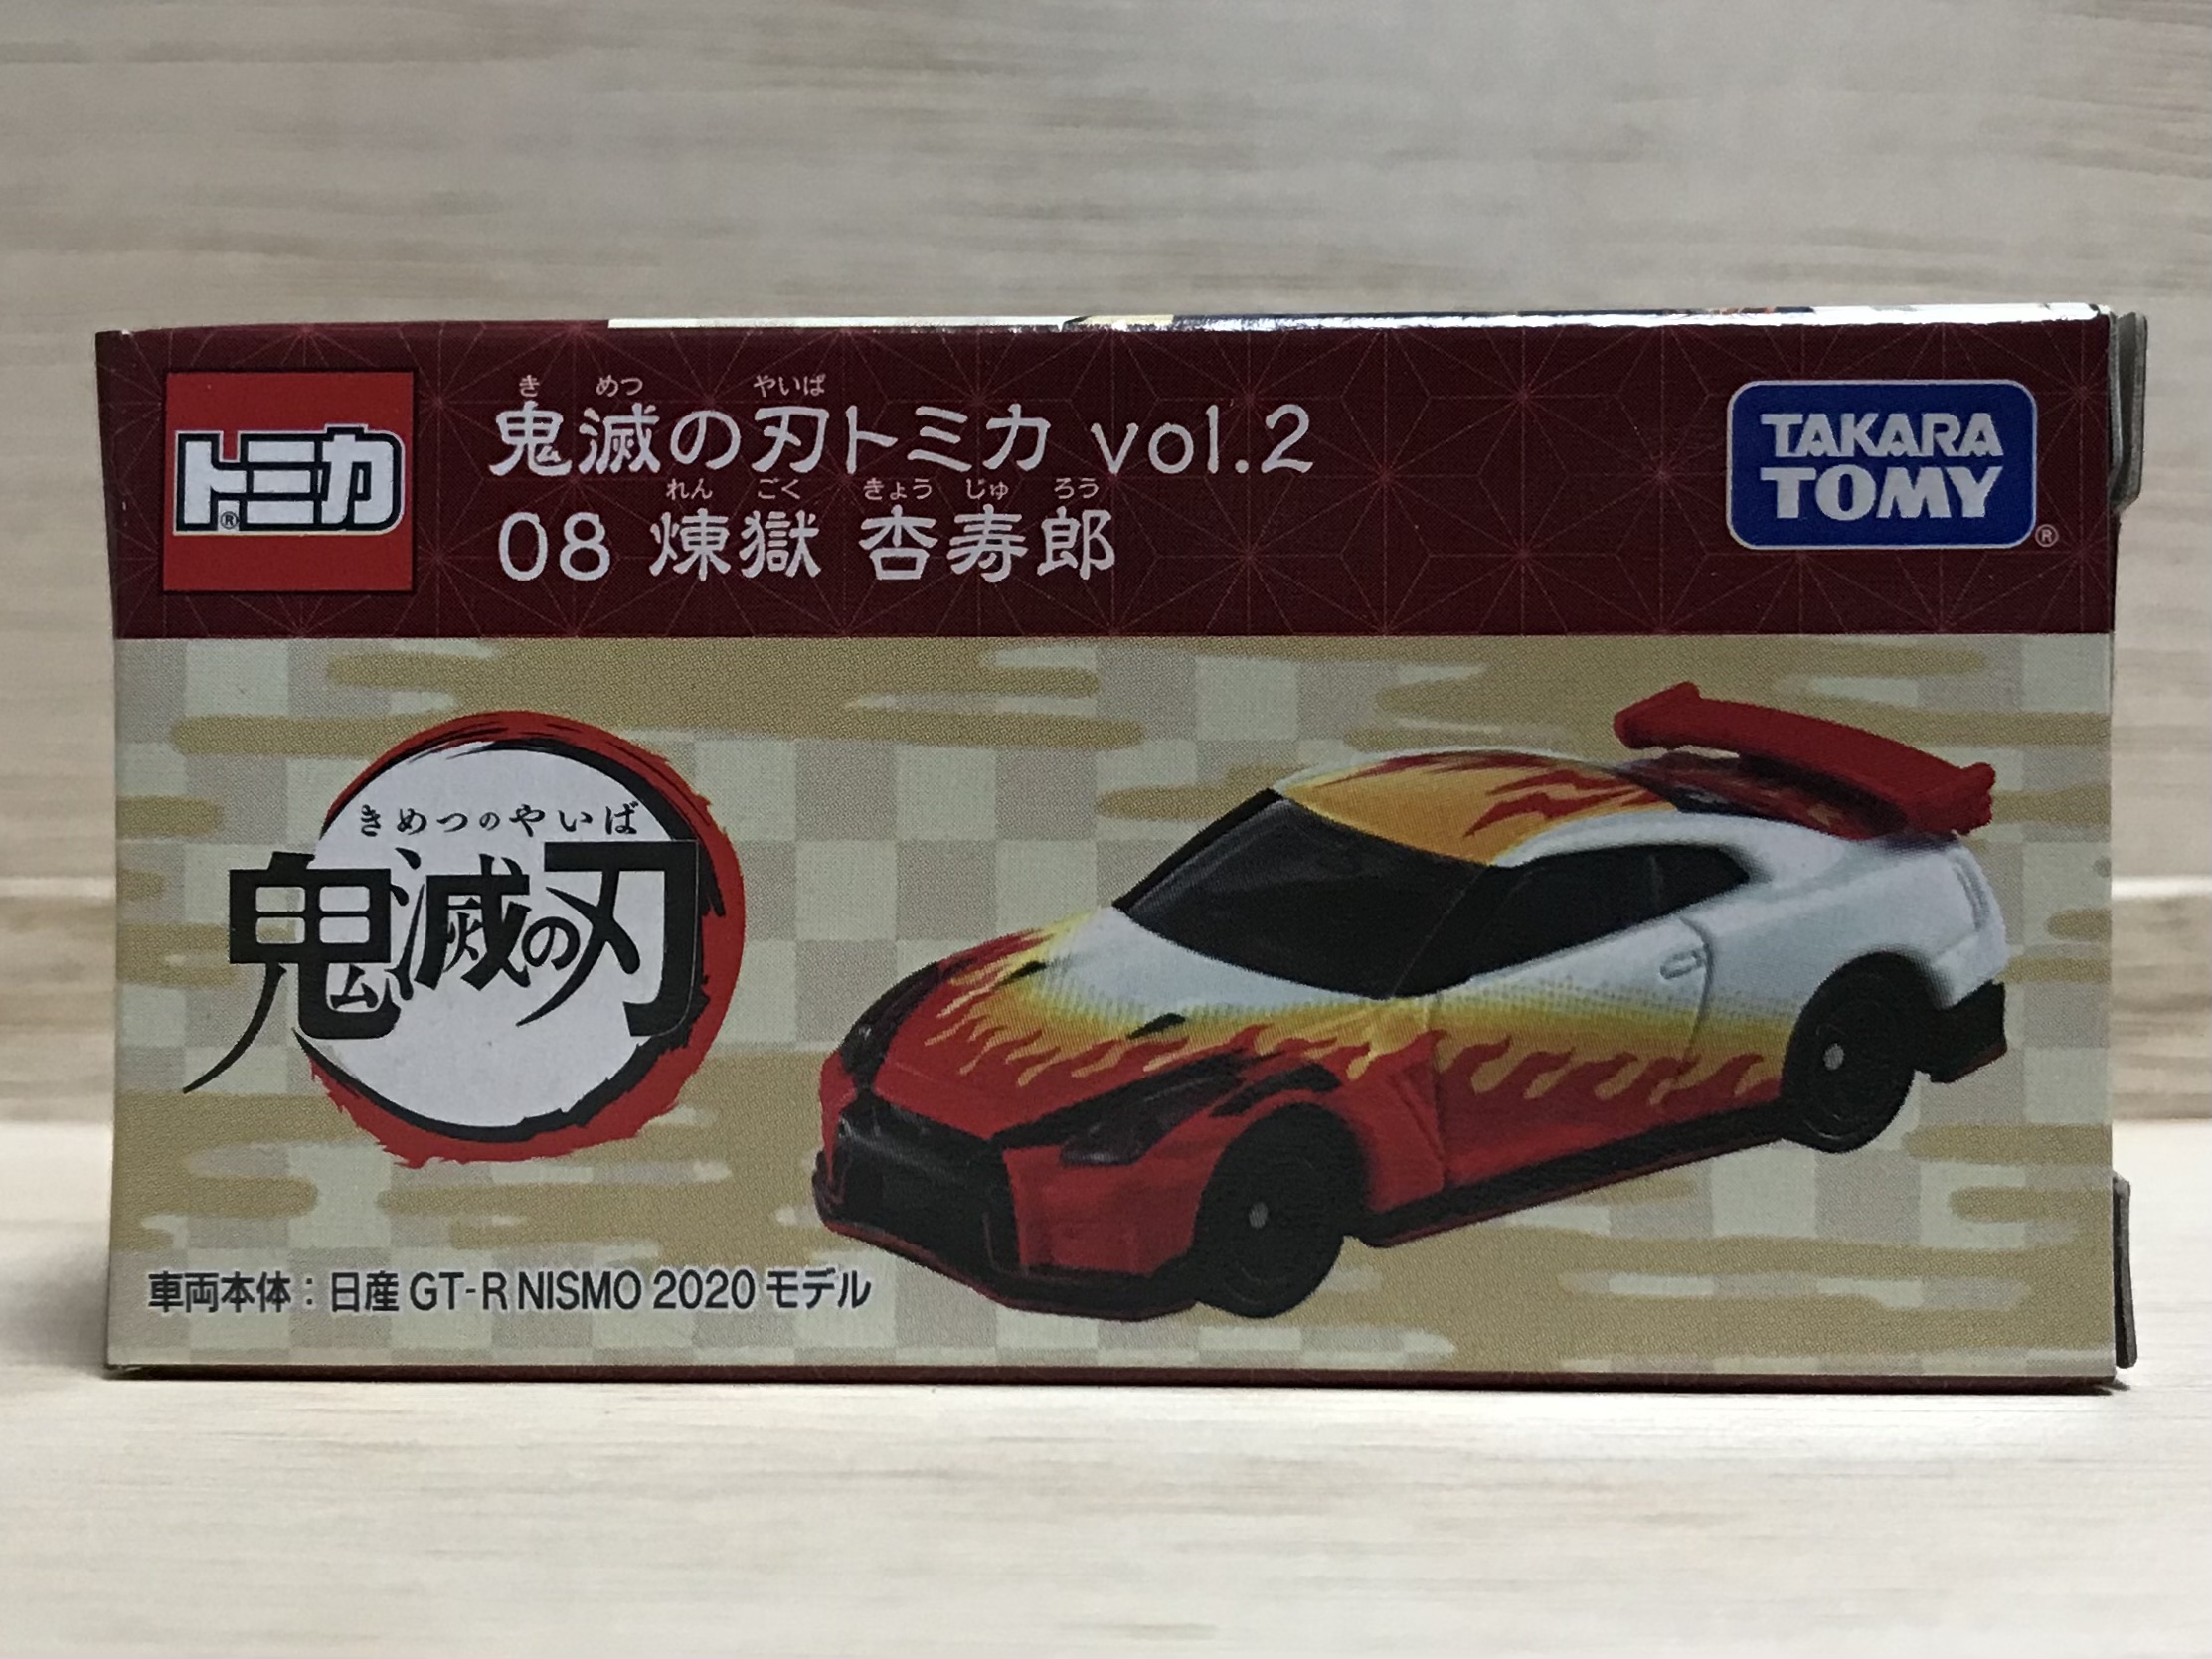 トミカ®
き めつ やいば
鬼滅の刃トミカ vol.2
れん ごく きょう じゅ ろう
08 煉獄 杏寿郎
TAKARA
TOMY®
きめつのやいば
鬼滅の刃
車両本体：日産 GT-R NISMO 2020 モデル